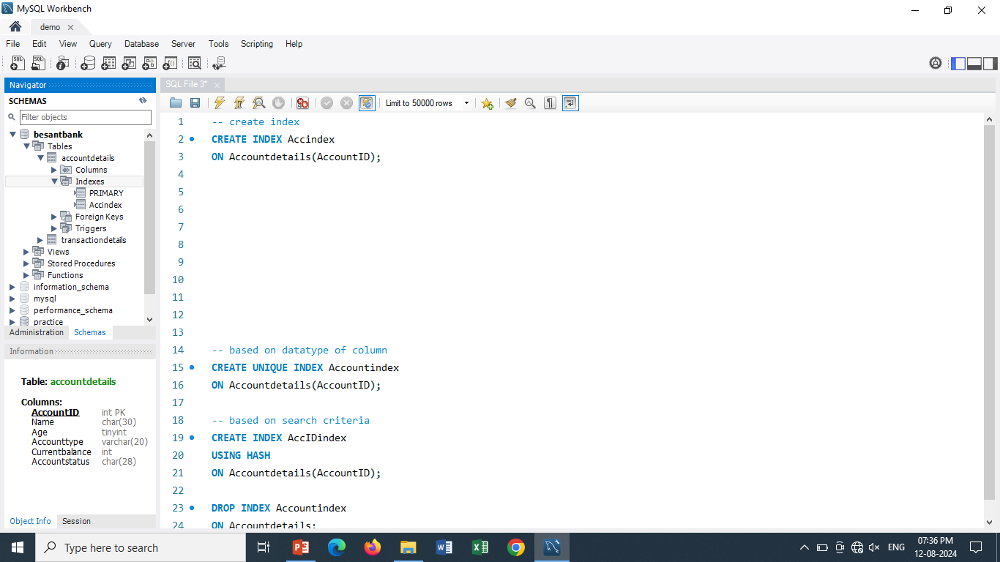 MySQL Workbench
demo
File Edit View Query Database Server Tools Scripting Help
Navigator
SCHEMAS
Filter objects
besantbank
Tables
accountdetails
Columns
Indexes
PRIMARY
Accindex
Foreign Keys
Triggers
transactiondetails
Views
Stored Procedures
Functions
information_schema
mysql
performance_schema
practice
Administration Schemas
Information
Table: accountdetails
Columns:
AccountID int PK
Name char(30)
Age tinyint
Accounttype varchar(20)
Currentbalance int
Accountstatus char(28)
Object Info Session
SQL File 3*
Limit to 50000 rows
1 -- create index
2 CREATE INDEX Accindex
3 ON Accountdetails(AccountID);
4
5
6
7
8
9
10
11
12
13
14 -- based on datatype of column
15 CREATE UNIQUE INDEX Accountindex
16 ON Accountdetails(AccountID);
17
18 -- based on search criteria
19 CREATE INDEX AccIDindex
20 USING HASH
21 ON Accountdetails(AccountID);
22
23 DROP INDEX Accountindex
24 ON Accountdetails;
Type here to search
ENG
07:36 PM
12-08-2024